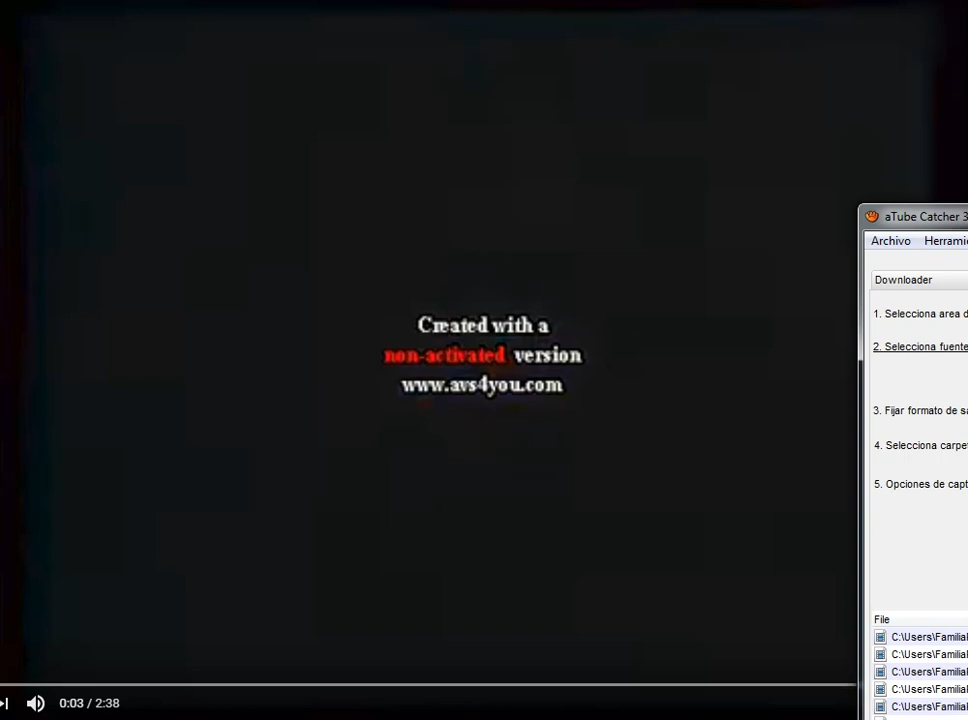 Created with a
non-activated version
www.avs4you.com
aTube Catcher 3
Archivo Herrami
Downloader
1. Selecciona area d
2. Selecciona fuente
3. Fijar formato de sa
4. Selecciona carpet
5. Opciones de capt
File
C:\Users\Familia
C:\Users\Familia
C:\Users\Familia
C:\Users\Familia
C:\Users\Familia
0:03 / 2:38